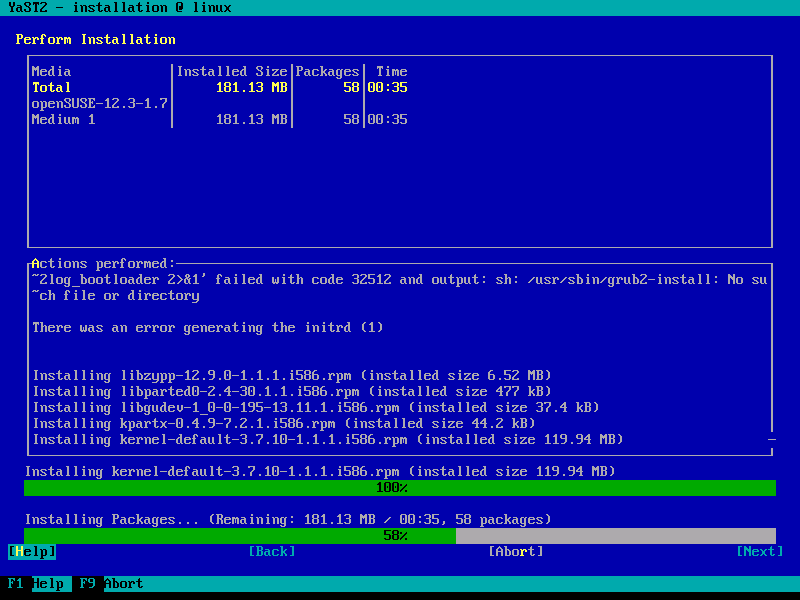 YaST2 - installation @ linux
Perform Installation
Media |Installed Size|Packages| Time
Total | 181.13 MB| 58|00:35
openSUSE-12.3-1.7| | |
Medium 1 | 181.13 MB| 58|00:35
Actions performed:
~2log_bootloader 2>&1' failed with code 32512 and output: sh: /usr/sbin/grub2-install: No su
~ch file or directory
There was an error generating the initrd (1)
Installing libzypp-12.9.0-1.1.1.i586.rpm (installed size 6.52 MB)
Installing libparted0-2.4-30.1.1.i586.rpm (installed size 477 kB)
Installing libgudev-1_0-0-195-13.11.1.i586.rpm (installed size 37.4 kB)
Installing kpartx-0.4.9-7.2.1.i586.rpm (installed size 44.2 kB)
Installing kernel-default-3.7.10-1.1.1.i586.rpm (installed size 119.94 MB)
Installing kernel-default-3.7.10-1.1.1.i586.rpm (installed size 119.94 MB)
100%
Installing Packages... (Remaining: 181.13 MB / 00:35, 58 packages)
58%
[Help] [Back] [Abort] [Next]
F1 Help F9 Abort